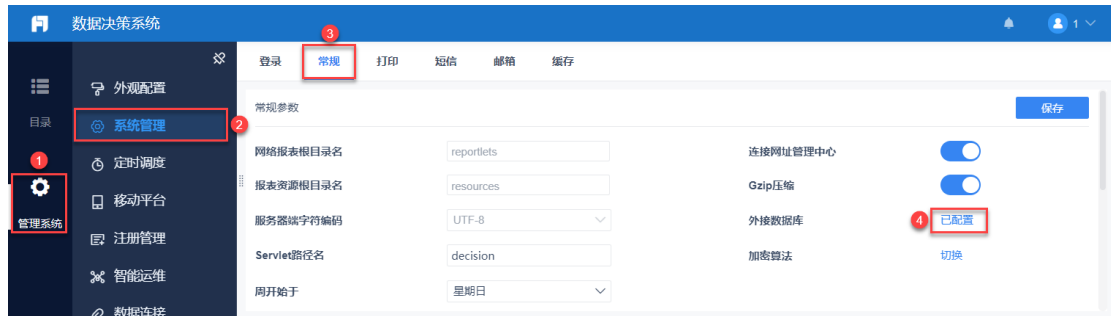 数据决策系统
1
目录
1
管理系统
外观配置
系统管理
2
定时调度
移动平台
注册管理
智能运维
数据连接
3
登录 常规 打印 短信 邮箱 缓存
常规参数 保存
网络报表根目录名 reportlets 连接网址管理中心
报表资源根目录名 resources Gzip压缩
服务器端字符编码 UTF-8 外接数据库 4 已配置
Servlet路径名 decision 加密算法 切换
周开始于 星期日